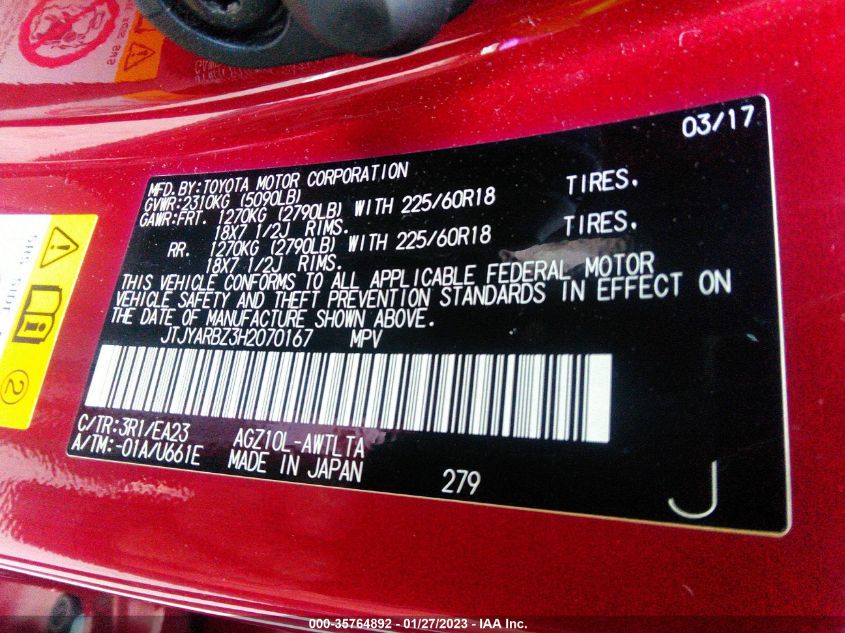 03/17
MFD. BY:TOYOTA MOTOR CORPORATION
GVWR:2310KG (5090LB)
GAWR:FRT. 1270KG (2790LB) WITH 225/60R18 TIRES.
18X7 1/2J RIMS.
RR. 1270KG (2790LB) WITH 225/60R18 TIRES.
18X7 1/2J RIMS.
THIS VEHICLE CONFORMS TO ALL APPLICABLE FEDERAL MOTOR
VEHICLE SAFETY AND THEFT PREVENTION STANDARDS IN EFFECT ON
THE DATE OF MANUFACTURE SHOWN ABOVE.
JTJYARBZ3H2070167 MPV
C/TR:3R1/EA23 AGZ10L-AWTLTA
A/TM:-01A/U661E MADE IN JAPAN 279
J
SRS SIDE
2
000-35764892 / 01/27/2023 - IAA Inc.